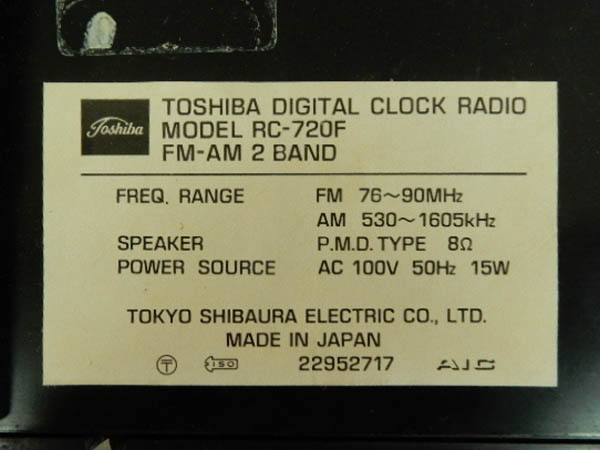 Toshiba
TOSHIBA DIGITAL CLOCK RADIO
MODEL RC-720F
FM-AM 2 BAND
FREQ. RANGE FM 76~90MHz
AM 530~1605kHz
SPEAKER P.M.D. TYPE 8Ω
POWER SOURCE AC 100V 50Hz 15W
TOKYO SHIBAURA ELECTRIC CO., LTD.
MADE IN JAPAN
〒 ISO 22952717